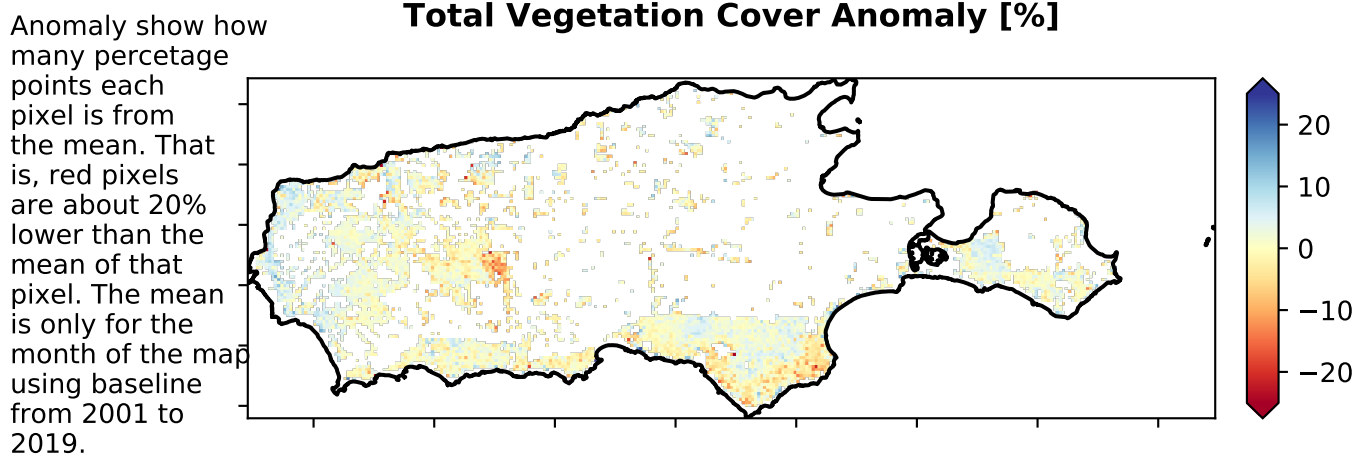 Total Vegetation Cover Anomaly [%]
Anomaly show how
many percetage
points each
pixel is from
the mean. That
is, red pixels
are about 20%
lower than the
mean of that
pixel. The mean
is only for the
month of the map
using baseline
from 2001 to
2019.
20
10
0
−10
−20